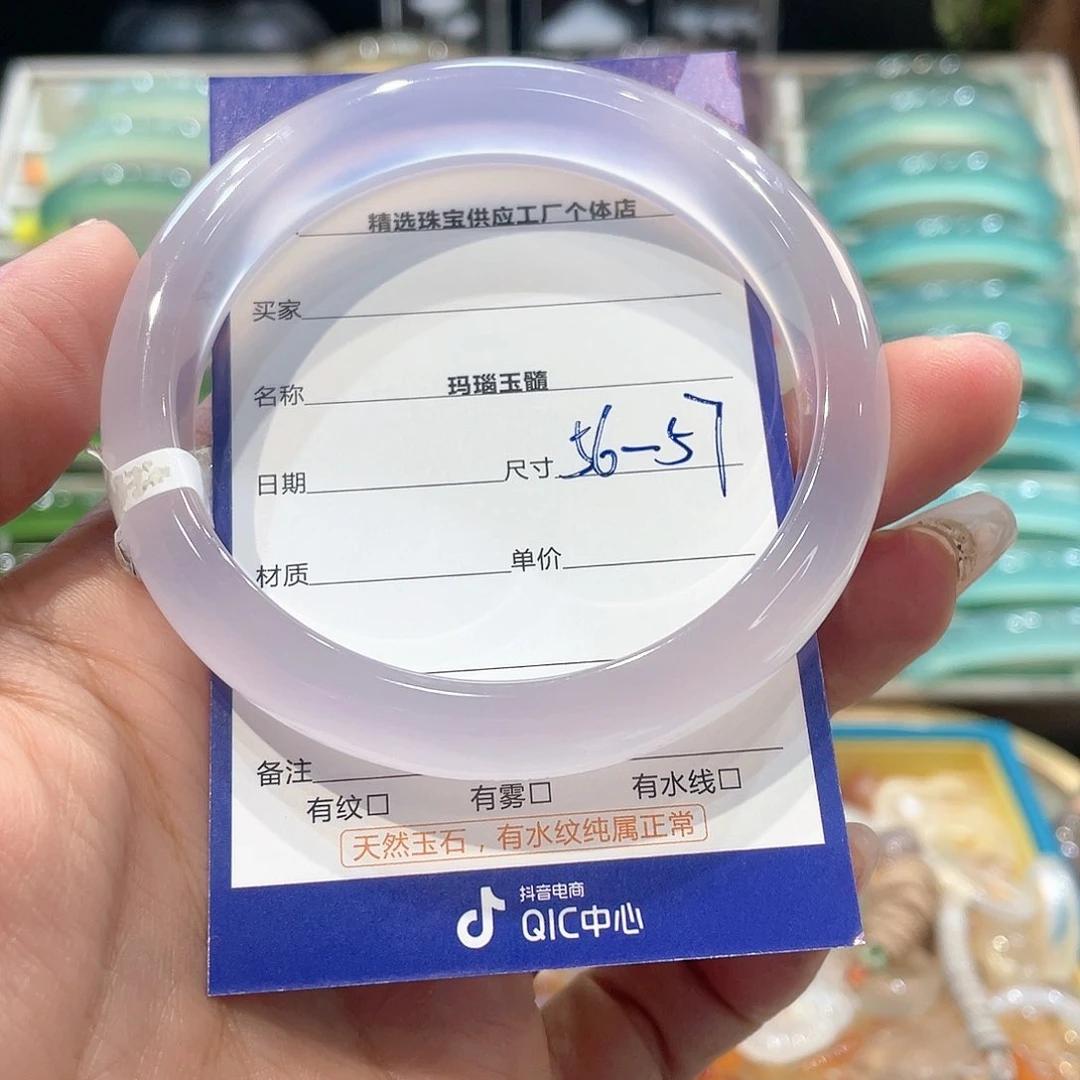 精选珠宝供应工厂个体店
买家
名称 玛瑙玉髓
日期 尺寸 56-57
材质 单价
备注
有纹□ 有雾□ 有水线□
天然玉石，有水纹纯属正常
抖音电商
QIC中心